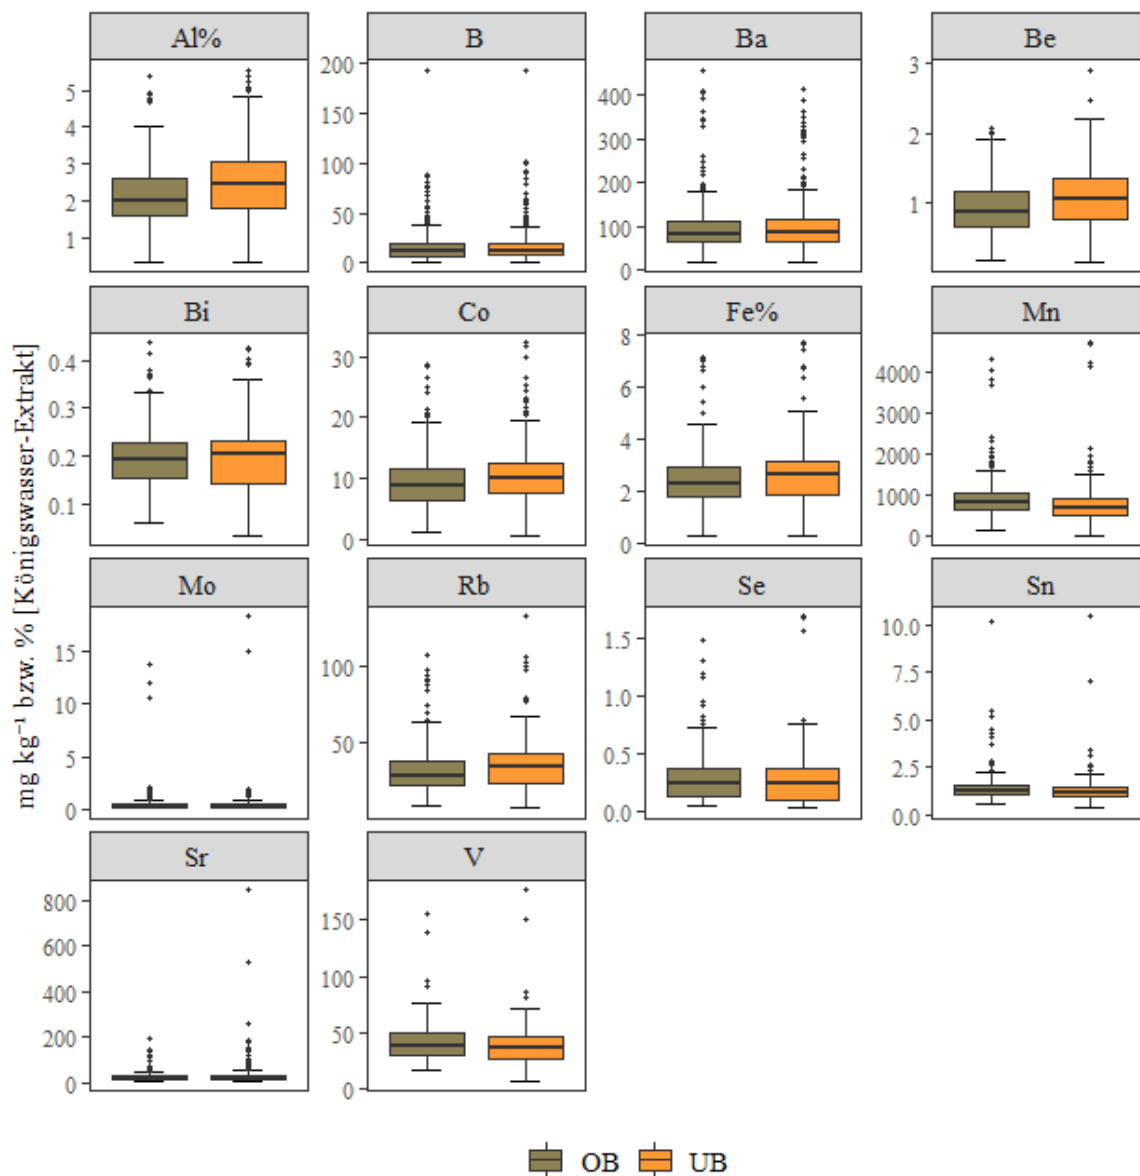 Al% B Ba Be
5 4 3 2 1
200 150 100 50 0
400 300 200 100 0
3 2 1
Bi Co Fe% Mn
0.4 0.3 0.2 0.1
30 20 10 0
8 6 4 2 0
4000 3000 2000 1000 0
mg kg⁻¹ bzw. % [Königswasser-Extrakt]
Mo Rb Se Sn
15 10 5 0
100 50
1.5 1.0 0.5 0.0
10.0 7.5 5.0 2.5 0.0
Sr V
800 600 400 200 0
150 100 50 0
OB UB